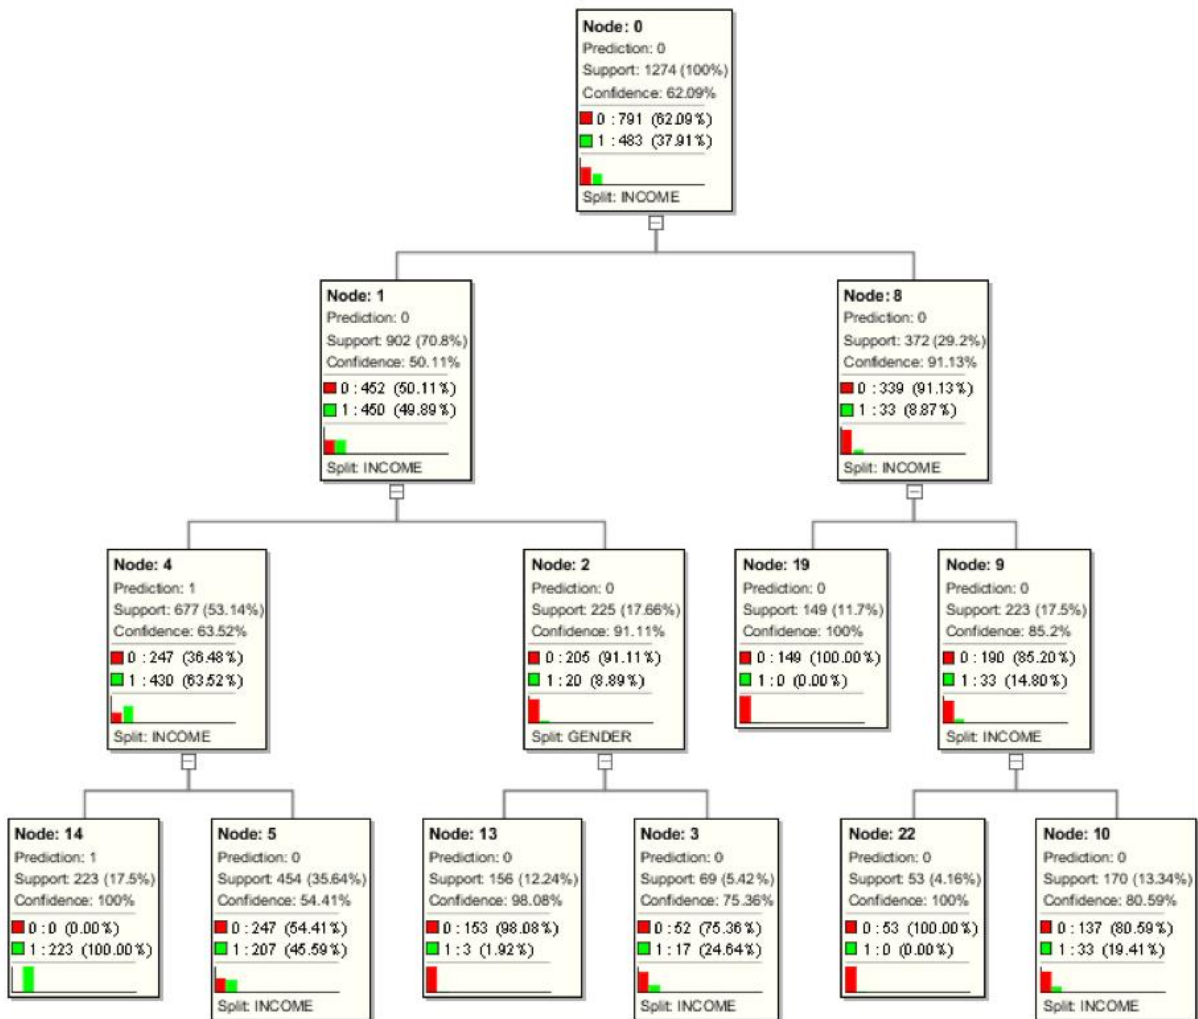 Node: 0
Prediction: 0
Support: 1274 (100%)
Confidence: 62.09%
0 : 791 (62.09%)
1 : 483 (37.91%)
Split: INCOME
Node: 1
Prediction: 0
Support: 902 (70.8%)
Confidence: 50.11%
0 : 452 (50.11%)
1 : 450 (49.89%)
Split: INCOME
Node: 8
Prediction: 0
Support: 372 (29.2%)
Confidence: 91.13%
0 : 339 (91.13%)
1 : 33 (8.87%)
Split: INCOME
Node: 4
Prediction: 1
Support: 677 (53.14%)
Confidence: 63.52%
0 : 247 (36.48%)
1 : 430 (63.52%)
Split: INCOME
Node: 2
Prediction: 0
Support: 225 (17.66%)
Confidence: 91.11%
0 : 205 (91.11%)
1 : 20 (8.89%)
Split: GENDER
Node: 19
Prediction: 0
Support: 149 (11.7%)
Confidence: 100%
0 : 149 (100.00%)
1 : 0 (0.00%)
Node: 9
Prediction: 0
Support: 223 (17.5%)
Confidence: 85.2%
0 : 190 (85.20%)
1 : 33 (14.80%)
Split: INCOME
Node: 14
Prediction: 1
Support: 223 (17.5%)
Confidence: 100%
0 : 0 (0.00%)
1 : 223 (100.00%)
Node: 5
Prediction: 0
Support: 454 (35.64%)
Confidence: 54.41%
0 : 247 (54.41%)
1 : 207 (45.59%)
Split: INCOME
Node: 13
Prediction: 0
Support: 156 (12.24%)
Confidence: 98.08%
0 : 153 (98.08%)
1 : 3 (1.92%)
Node: 3
Prediction: 0
Support: 69 (5.42%)
Confidence: 75.36%
0 : 52 (75.36%)
1 : 17 (24.64%)
Split: INCOME
Node: 22
Prediction: 0
Support: 53 (4.16%)
Confidence: 100%
0 : 53 (100.00%)
1 : 0 (0.00%)
Node: 10
Prediction: 0
Support: 170 (13.34%)
Confidence: 80.59%
0 : 137 (80.59%)
1 : 33 (19.41%)
Split: INCOME